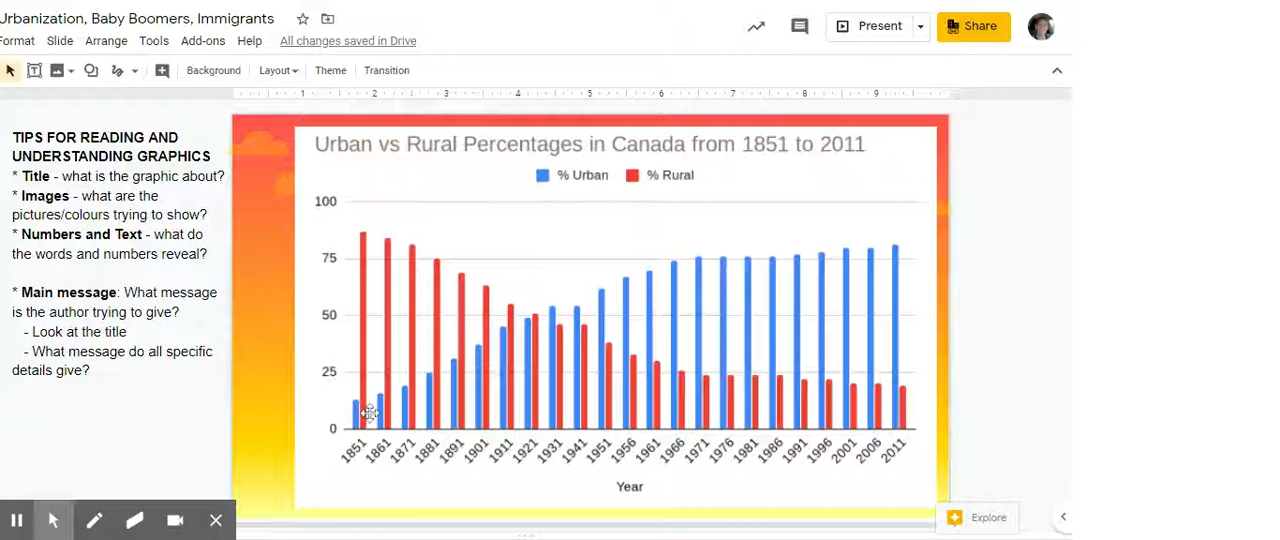 Urbanization, Baby Boomers, Immigrants
Format Slide Arrange Tools Add-ons Help All changes saved in Drive
Present
Share
Background Layout Theme Transition
1 2 3 4 5 6 7 8 9
TIPS FOR READING AND
UNDERSTANDING GRAPHICS
* Title - what is the graphic about?
* Images - what are the
pictures/colours trying to show?
* Numbers and Text - what do
the words and numbers reveal?
* Main message: What message
is the author trying to give?
- Look at the title
- What message do all specific
details give?
Urban vs Rural Percentages in Canada from 1851 to 2011
% Urban % Rural
100
75
50
25
0
1851 1861 1871 1881 1891 1901 1911 1921 1931 1941 1951 1956 1961 1966 1971 1976 1981 1986 1991 1996 2001 2006 2011
Year
Explore